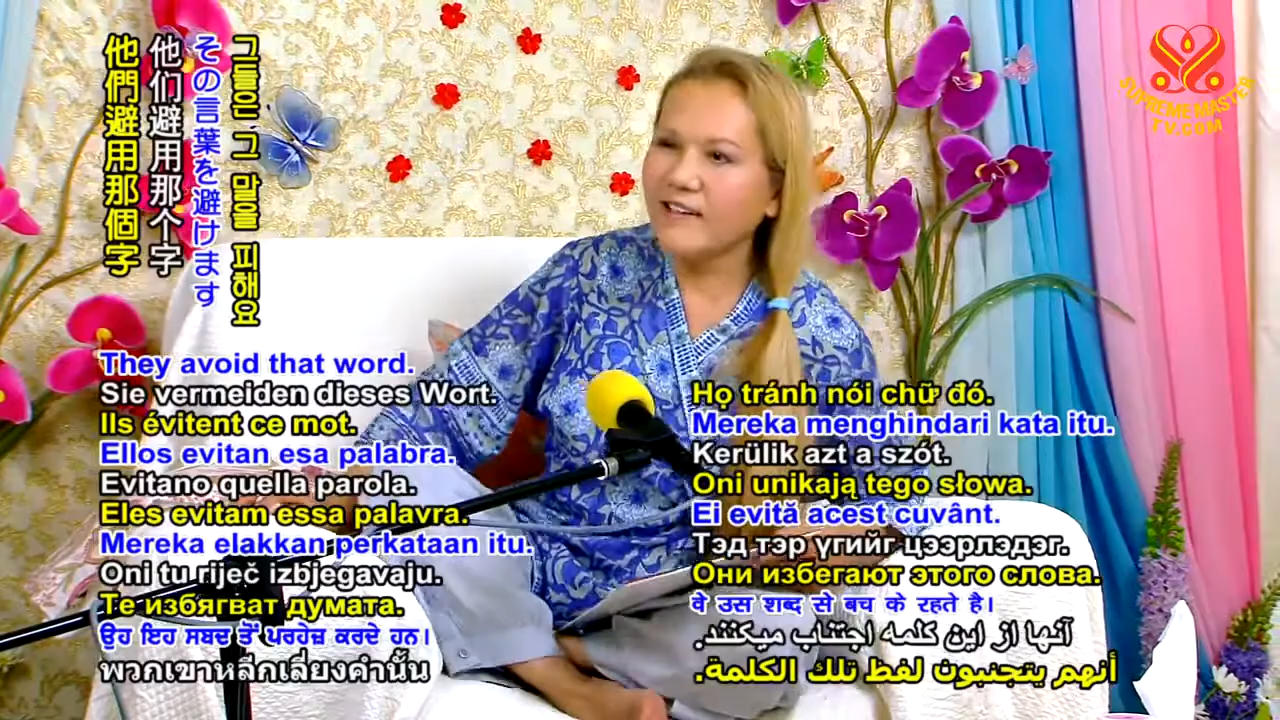 그들은 그 말을 피해요
その言葉を避けます
他们避用那个字
他們避用那個字
SUPREME MASTER
TV.COM
They avoid that word.
Sie vermeiden dieses Wort.
Ils évitent ce mot.
Ellos evitan esa palabra.
Evitano quella parola.
Eles evitam essa palavra.
Mereka elakkan perkataan itu.
Oni tu riječ izbjegavaju.
Те избягват думата.
ਉਹ ਇਹ ਸਬਦ ਤੋਂ ਪਰਹੇਜ਼ ਕਰਦੇ ਹਨ।
พวกเขาหลีกเลี่ยงคำนั้น
Họ tránh nói chữ đó.
Mereka menghindari kata itu.
Kerülik azt a szót.
Oni unikają tego słowa.
Ei evită acest cuvânt.
Тэд тэр үгийг цээрлэдэг.
Они избегают этого слова.
वे उस शब्द से बच के रहते है।
آنها از این کلمه اجتناب میکنند.
أنهم يتجنبون لفظ تلك الكلمة.